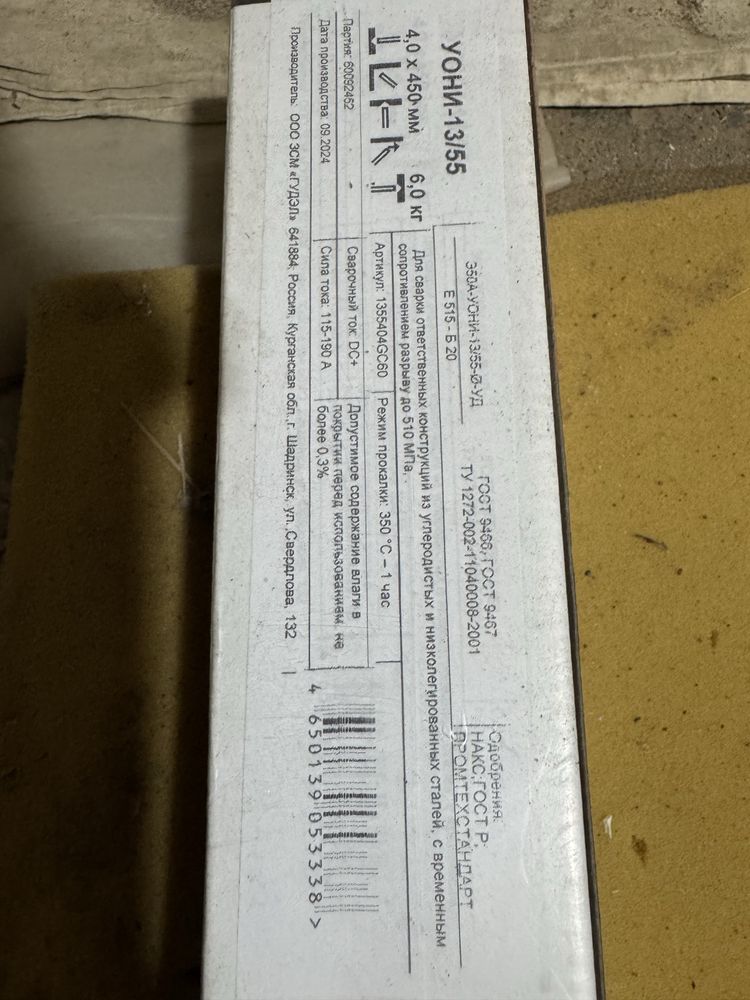 УОНИ-13/55
4,0 х 450 мм 6,0 кг
Э50А-УОНИ-13/55-Ø-УД
Е 515 - Б 20
ГОСТ 9466, ГОСТ 9467
ТУ 1272-002-11040008-2001
Одобрения:
НАКС, ГОСТ Р,
ПРОМТЕХСТАНДАРТ
Для сварки ответственных конструкций из углеродистых и низколегированных сталей, с временным
сопротивлением разрыву до 510 МПа.
Артикул: 1355404GC60
Режим прокалки: 350 °С – 1 час
Партия: 60092452
Дата производства: 09.2024
Сварочный ток: DC+
Сила тока: 115-190 А
Допустимое содержание влаги в
покрытии перед использованием, не
более 0,3%
Производитель: ООО ЗСМ «ГУДЭЛ» 641884, Россия, Курганская обл., г. Шадринск, ул. Свердлова, 132
4 650139 053338 >